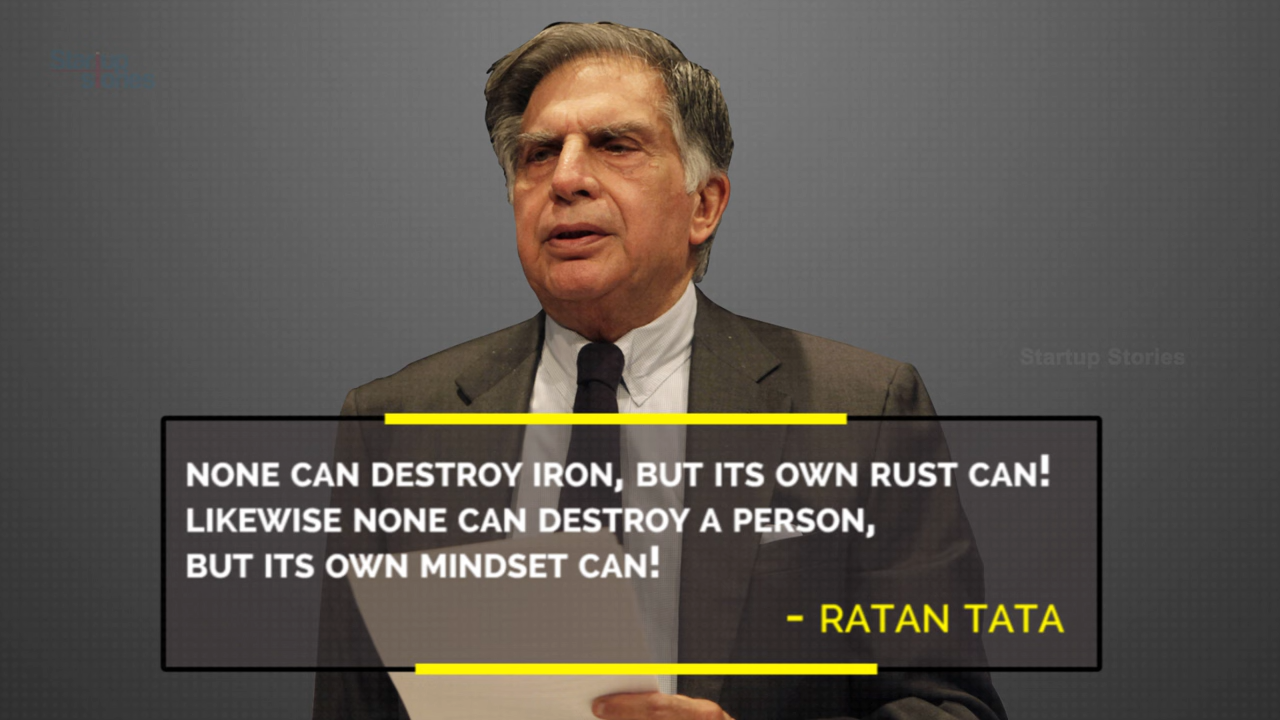 Startup Stories
NONE CAN DESTROY IRON, BUT ITS OWN RUST CAN!
LIKEWISE NONE CAN DESTROY A PERSON,
BUT ITS OWN MINDSET CAN!
- RATAN TATA